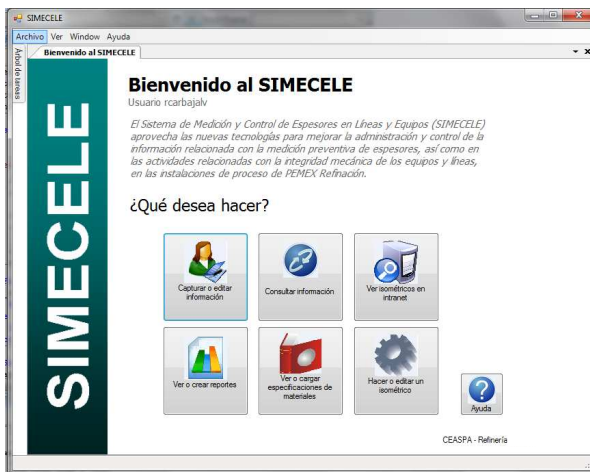 SIMECELE
Archivo Ver Window Ayuda
Bienvenido al SIMECELE
Árbol de tareas
SIMECELE
Bienvenido al SIMECELE
Usuario rcarbajalv
El Sistema de Medición y Control de Espesores en Líneas y Equipos (SIMECELE)
aprovecha las nuevas tecnologías para mejorar la administración y control de la
información relacionada con la medición preventiva de espesores, así como en
las actividades relacionadas con la integridad mecánica de los equipos y líneas,
en las instalaciones de proceso de PEMEX Refinación.
¿Qué desea hacer?
Capturar o editar
información
Consultar información
Ver isométricos en
intranet
Ver o crear reportes
Ver o cargar
especificaciones de
materiales
Hacer o editar un
isométrico
Ayuda
CEASPA - Refinería